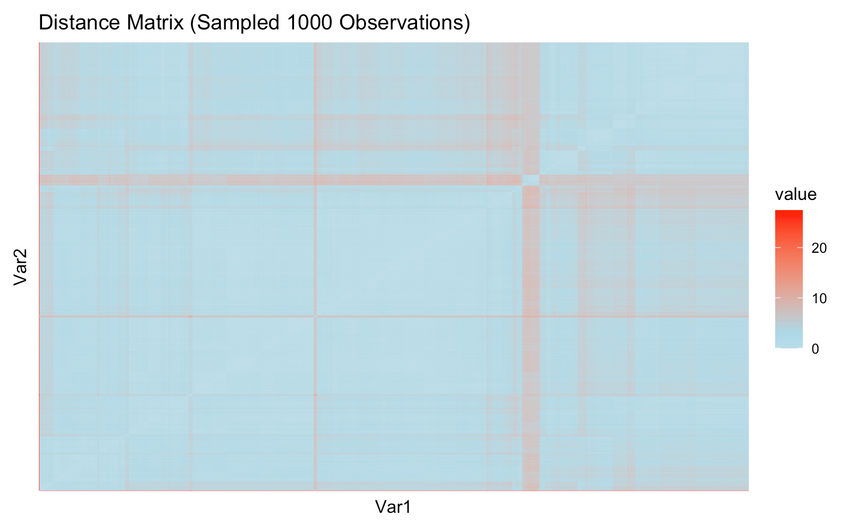 Distance Matrix (Sampled 1000 Observations)
Var2
Var1
value
20
10
0